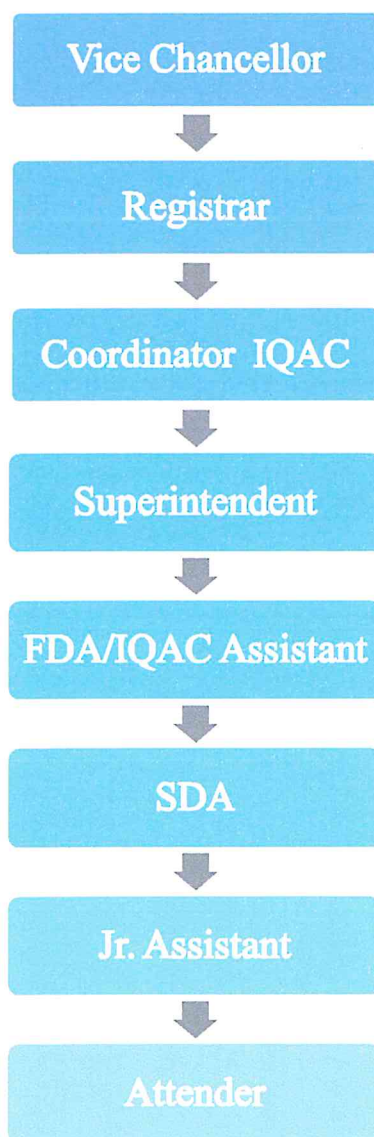 Vice Chancellor
Registrar
Coordinator IQAC
Superintendent
FDA/IQAC Assistant
SDA
Jr. Assistant
Attender